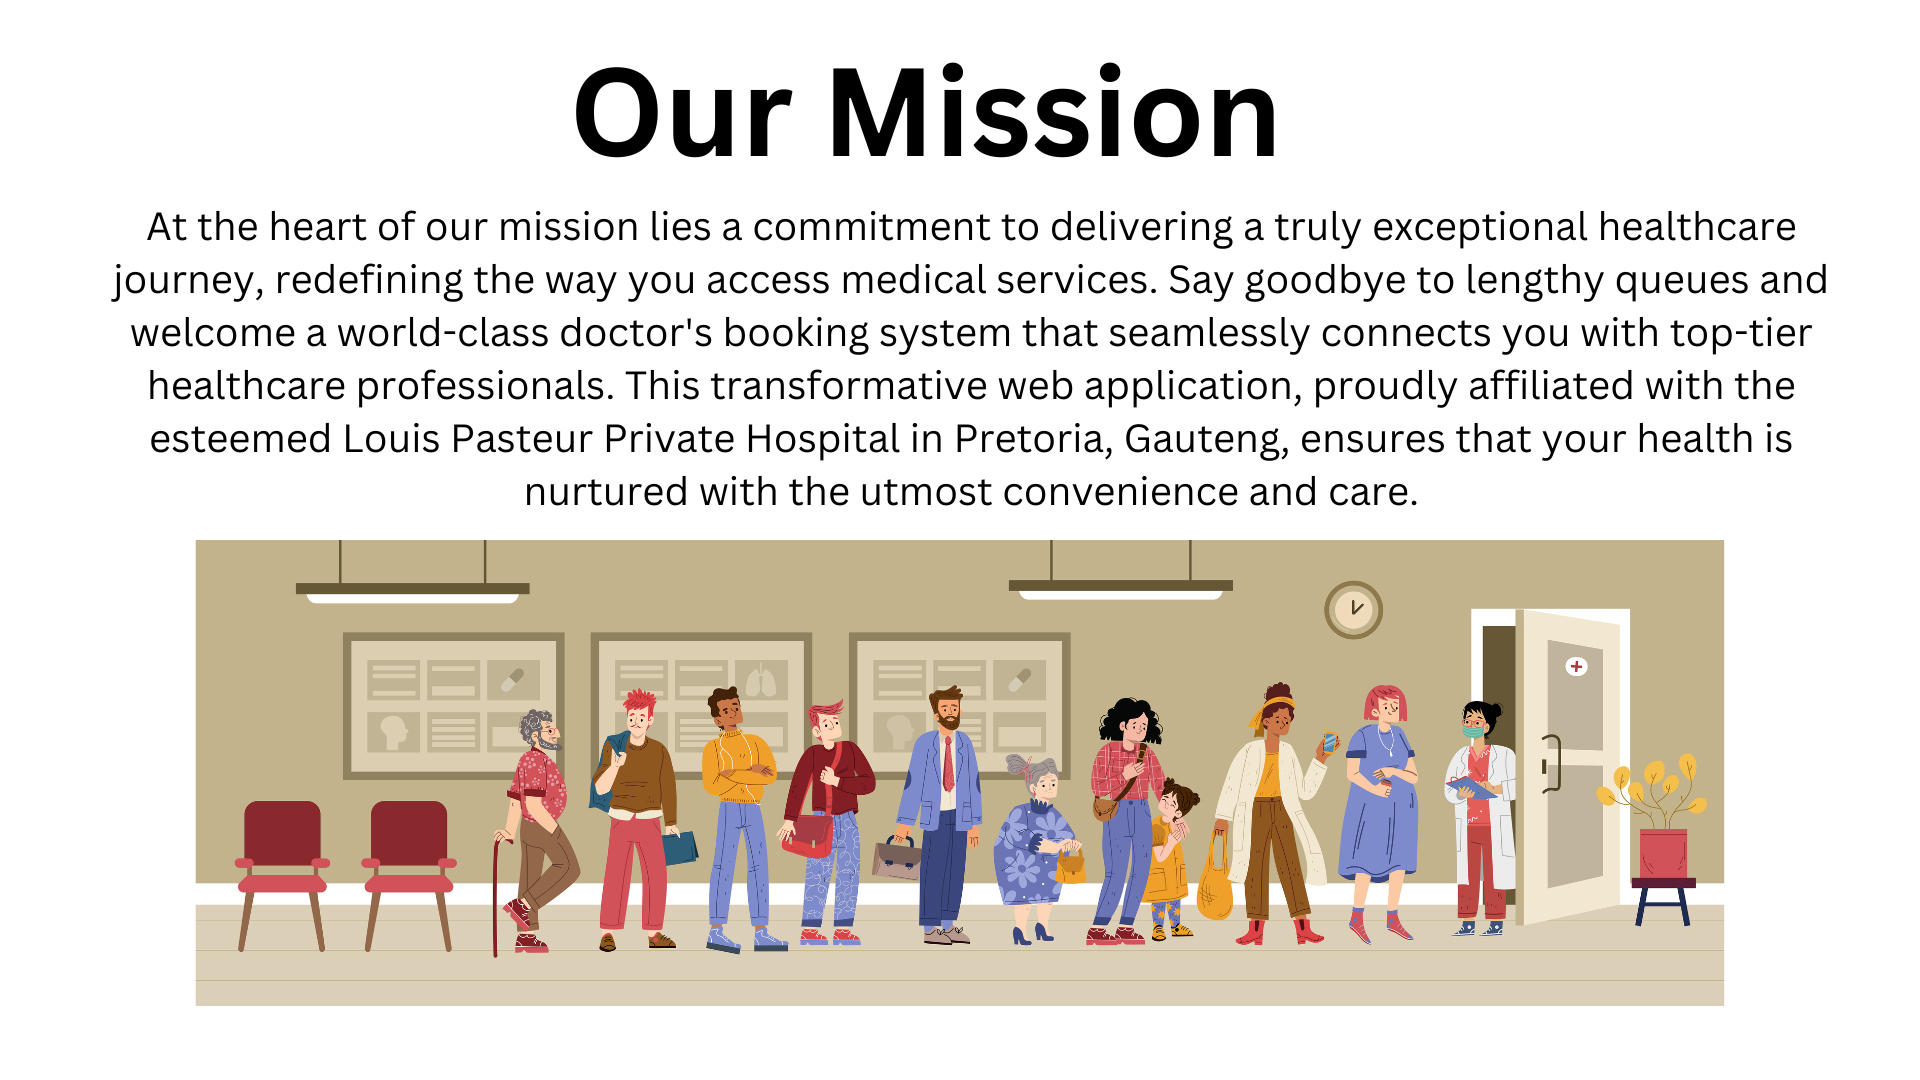 Our Mission
At the heart of our mission lies a commitment to delivering a truly exceptional healthcare
journey, redefining the way you access medical services. Say goodbye to lengthy queues and
welcome a world-class doctor's booking system that seamlessly connects you with top-tier
healthcare professionals. This transformative web application, proudly affiliated with the
esteemed Louis Pasteur Private Hospital in Pretoria, Gauteng, ensures that your health is
nurtured with the utmost convenience and care.